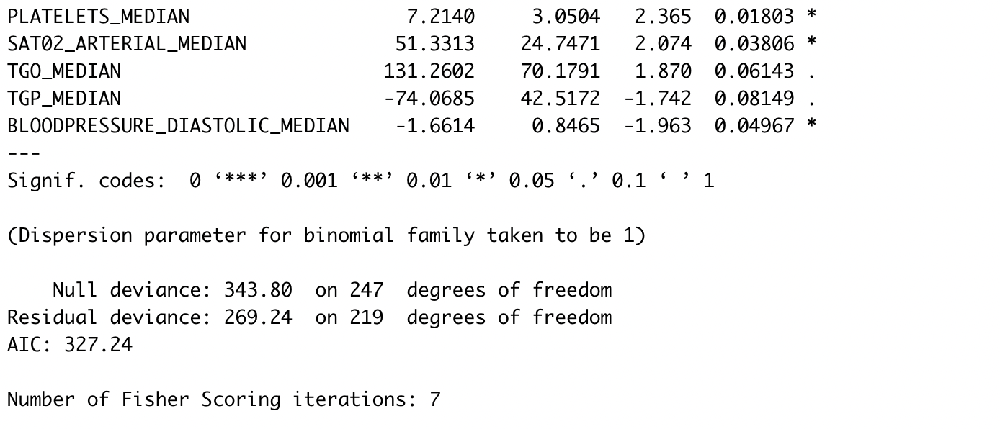 PLATELETS_MEDIAN 7.2140 3.0504 2.365 0.01803 *
SAT02_ARTERIAL_MEDIAN 51.3313 24.7471 2.074 0.03806 *
TGO_MEDIAN 131.2602 70.1791 1.870 0.06143 .
TGP_MEDIAN -74.0685 42.5172 -1.742 0.08149 .
BLOODPRESSURE_DIASTOLIC_MEDIAN -1.6614 0.8465 -1.963 0.04967 *
---
Signif. codes: 0 ‘***’ 0.001 ‘**’ 0.01 ‘*’ 0.05 ‘.’ 0.1 ‘ ’ 1
(Dispersion parameter for binomial family taken to be 1)
Null deviance: 343.80 on 247 degrees of freedom
Residual deviance: 269.24 on 219 degrees of freedom
AIC: 327.24
Number of Fisher Scoring iterations: 7